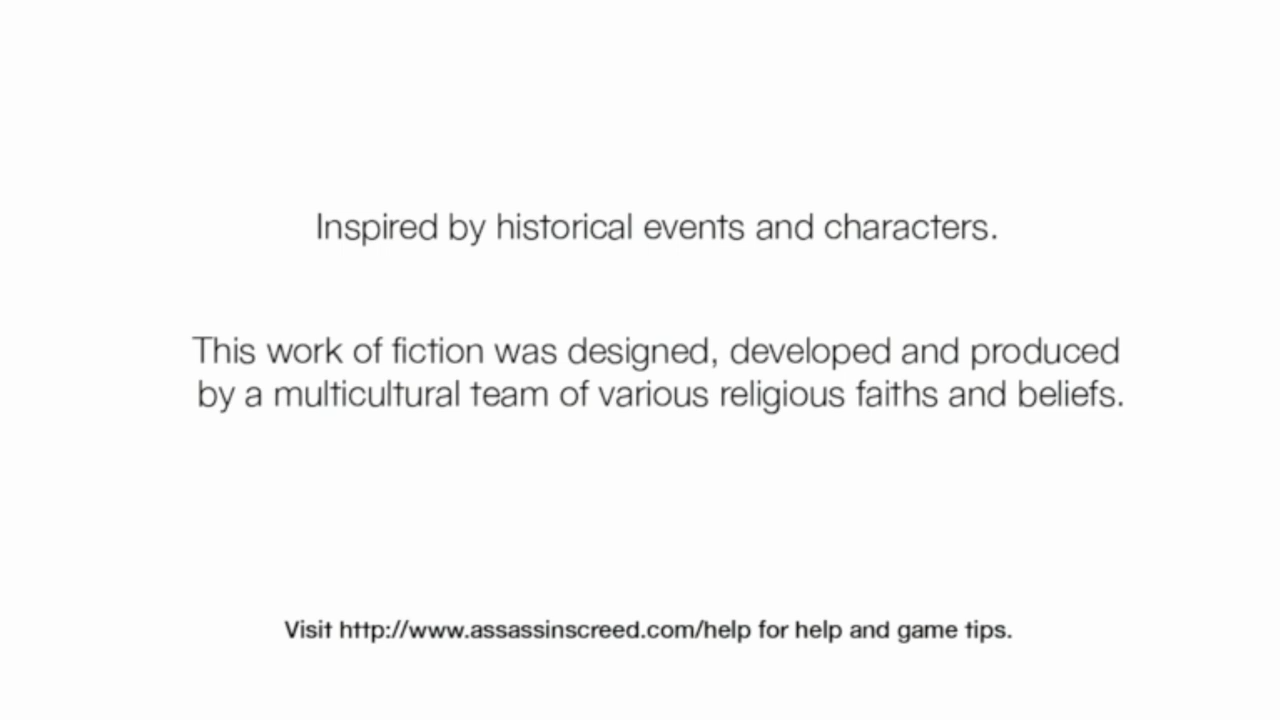 Inspired by historical events and characters.
This work of fiction was designed, developed and produced
by a multicultural team of various religious faiths and beliefs.
Visit http://www.assassinscreed.com/help for help and game tips.